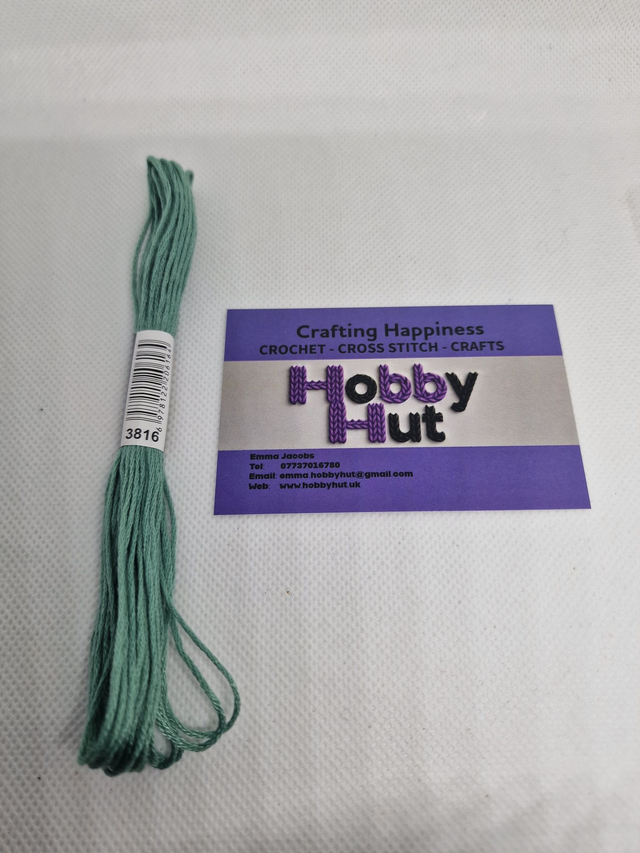 3816
Crafting Happiness
CROCHET - CROSS STITCH - CRAFTS
Hobby
Hut
Emma Jacobs
Tel: 07737016780
Email: emma.hobbyhut@gmail.com
Web: www.hobbyhut.uk